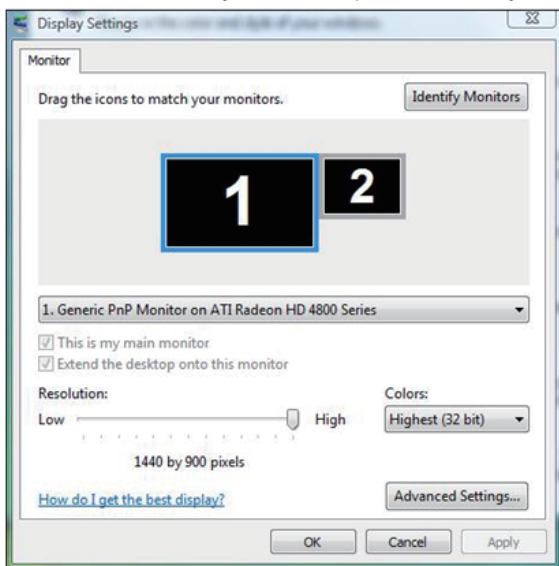 Display Settings
Monitor
Drag the icons to match your monitors.
Identify Monitors
1
2
1. Generic PnP Monitor on ATI Radeon HD 4800 Series
This is my main monitor
Extend the desktop onto this monitor
Resolution:
Colors:
Low
High
Highest (32 bit)
1440 by 900 pixels
How do I get the best display?
Advanced Settings...
OK
Cancel
Apply